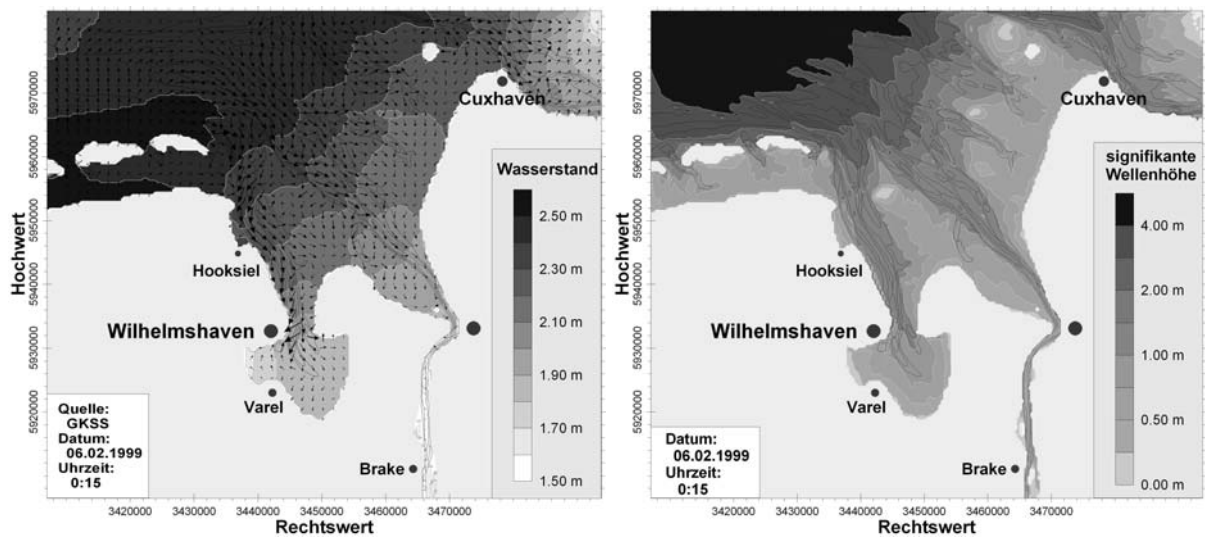 Cuxhaven
Wasserstand
2.50 m
2.30 m
2.10 m
1.90 m
1.70 m
1.50 m
Hooksiel
Wilhelmshaven
Varel
Brake
Quelle:
GKSS
Datum:
06.02.1999
Uhrzeit:
0:15
Hochwert
5970000
5960000
5950000
5940000
5930000
5920000
3420000 3430000 3440000 3450000 3460000 3470000
Rechtswert
Cuxhaven
signifikante
Wellenhöhe
4.00 m
2.00 m
1.00 m
0.50 m
0.00 m
Hooksiel
Wilhelmshaven
Varel
Brake
Datum:
06.02.1999
Uhrzeit:
0:15
Hochwert
5970000
5960000
5950000
5940000
5930000
5920000
3420000 3430000 3440000 3450000 3460000 3470000
Rechtswert